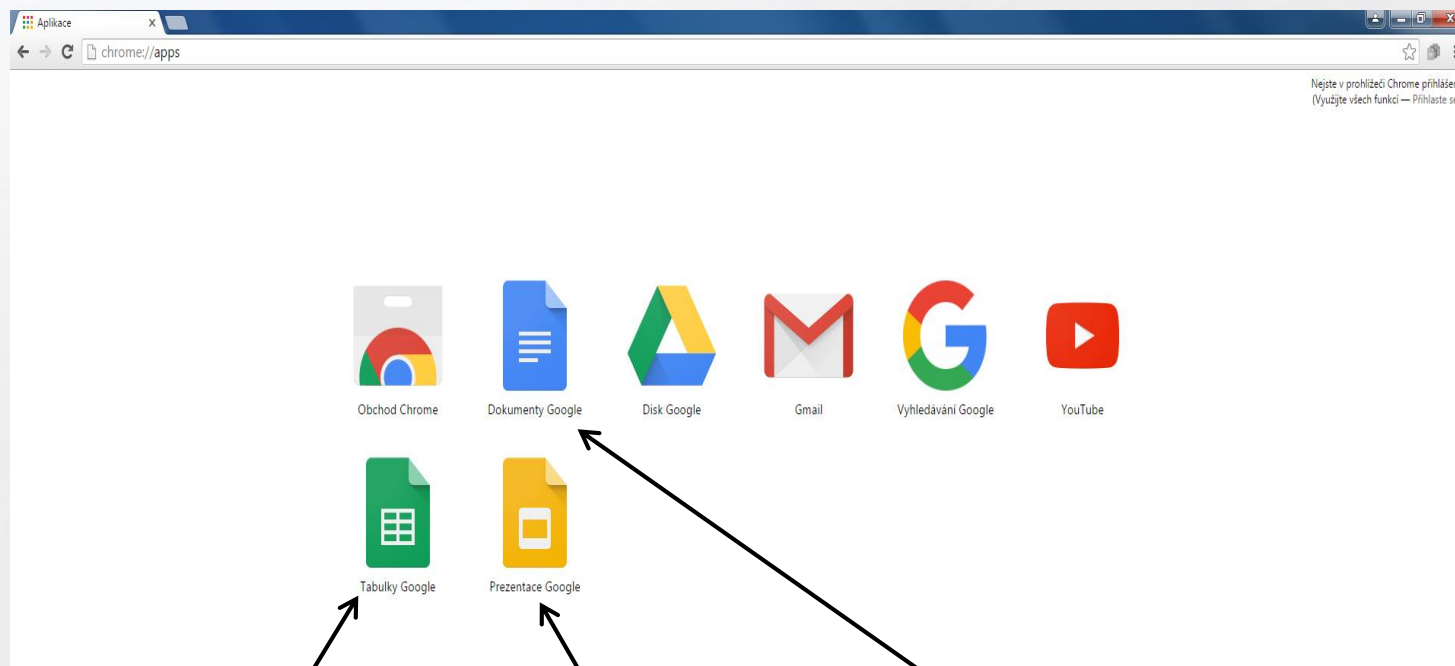 Aplikace
chrome://apps
Nejste v prohlížeči Chrome přihlášen
(Využijte všech funkcí — Přihlaste se
Obchod Chrome
Dokumenty Google
Disk Google
Gmail
Vyhledávání Google
YouTube
Tabulky Google
Prezentace Google